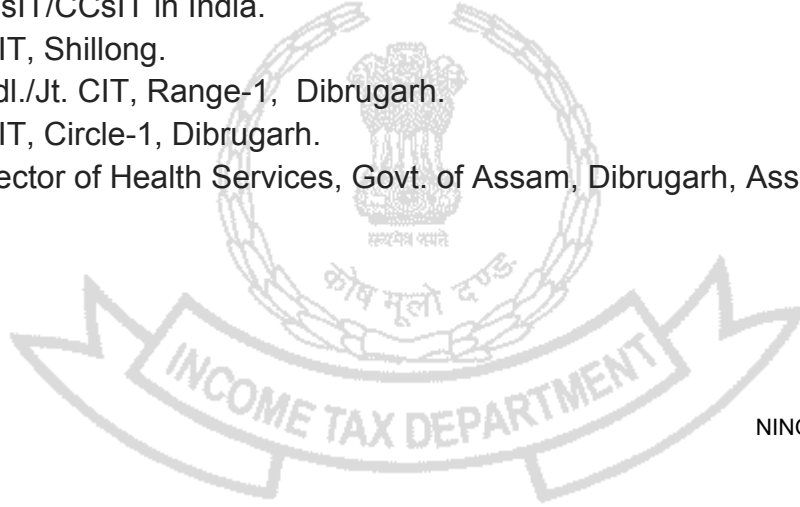 sIT/CCsIT in India.
IT, Shillong.
dl./Jt. CIT, Range-1, Dibrugarh.
IT, Circle-1, Dibrugarh.
ector of Health Services, Govt. of Assam, Dibrugarh, Ass
सत्यमेव जयते
कोष मूलो दण्डः
INCOME TAX DEPARTMENT
NING